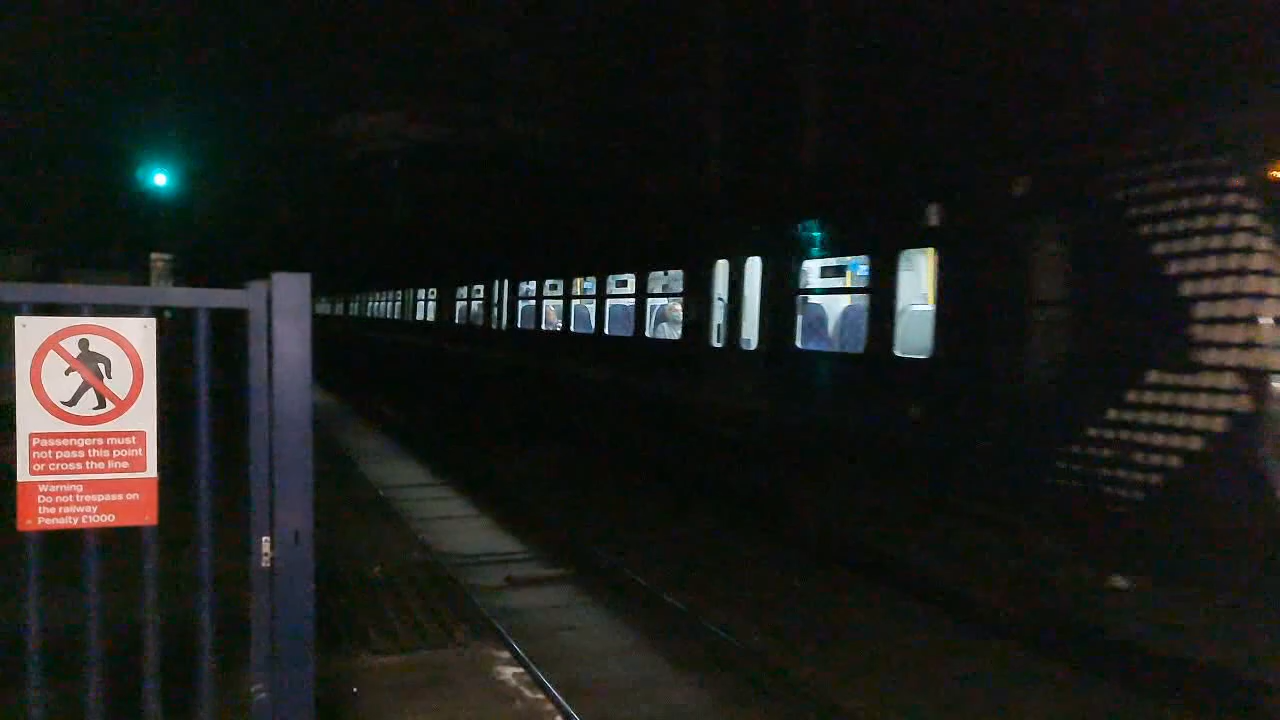 Passengers must
not pass this point
or cross the line
Warning
Do not trespass on
the railway
Penalty £1000